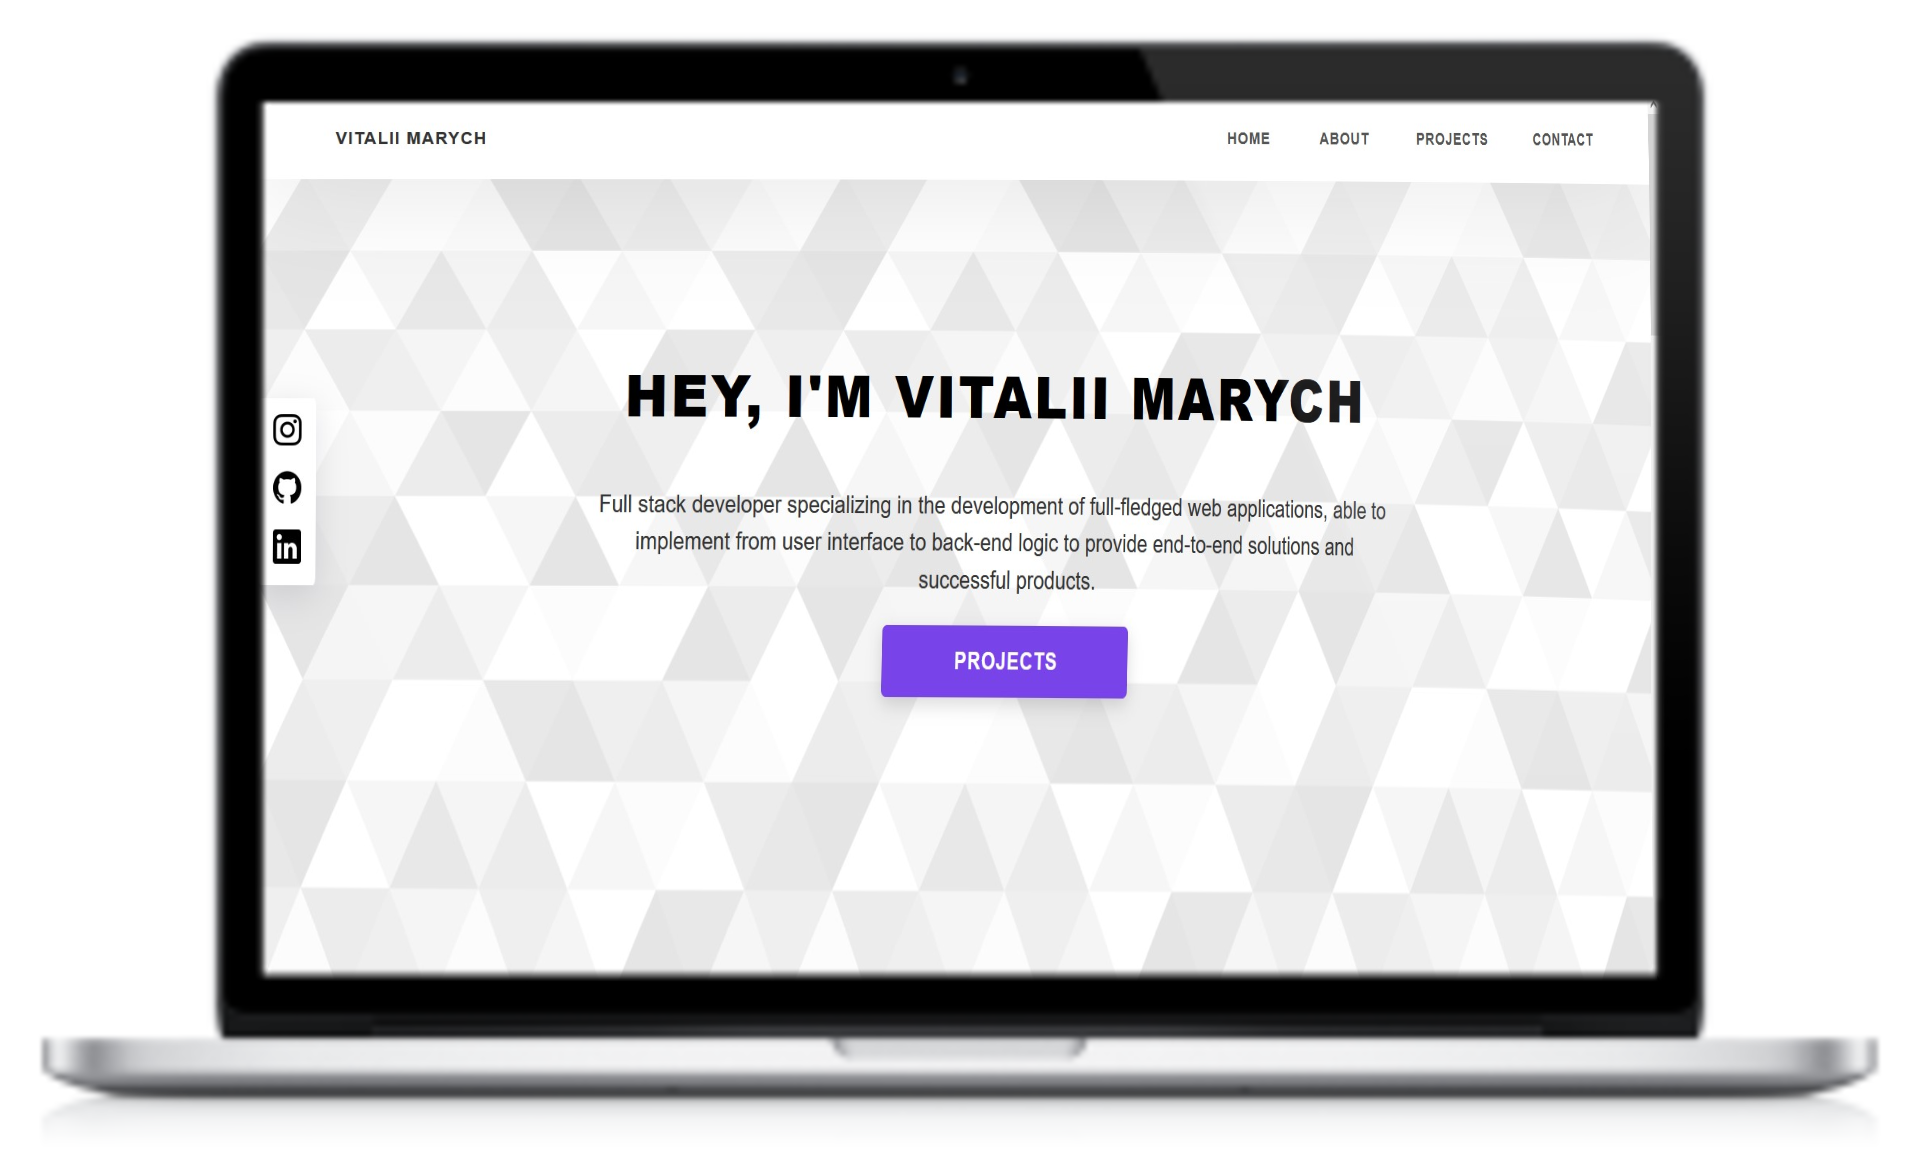 VITALII MARYCH
HOME ABOUT PROJECTS CONTACT
HEY, I'M VITALII MARYCH
Full stack developer specializing in the development of full-fledged web applications, able to
implement from user interface to back-end logic to provide end-to-end solutions and
successful products.
PROJECTS
in